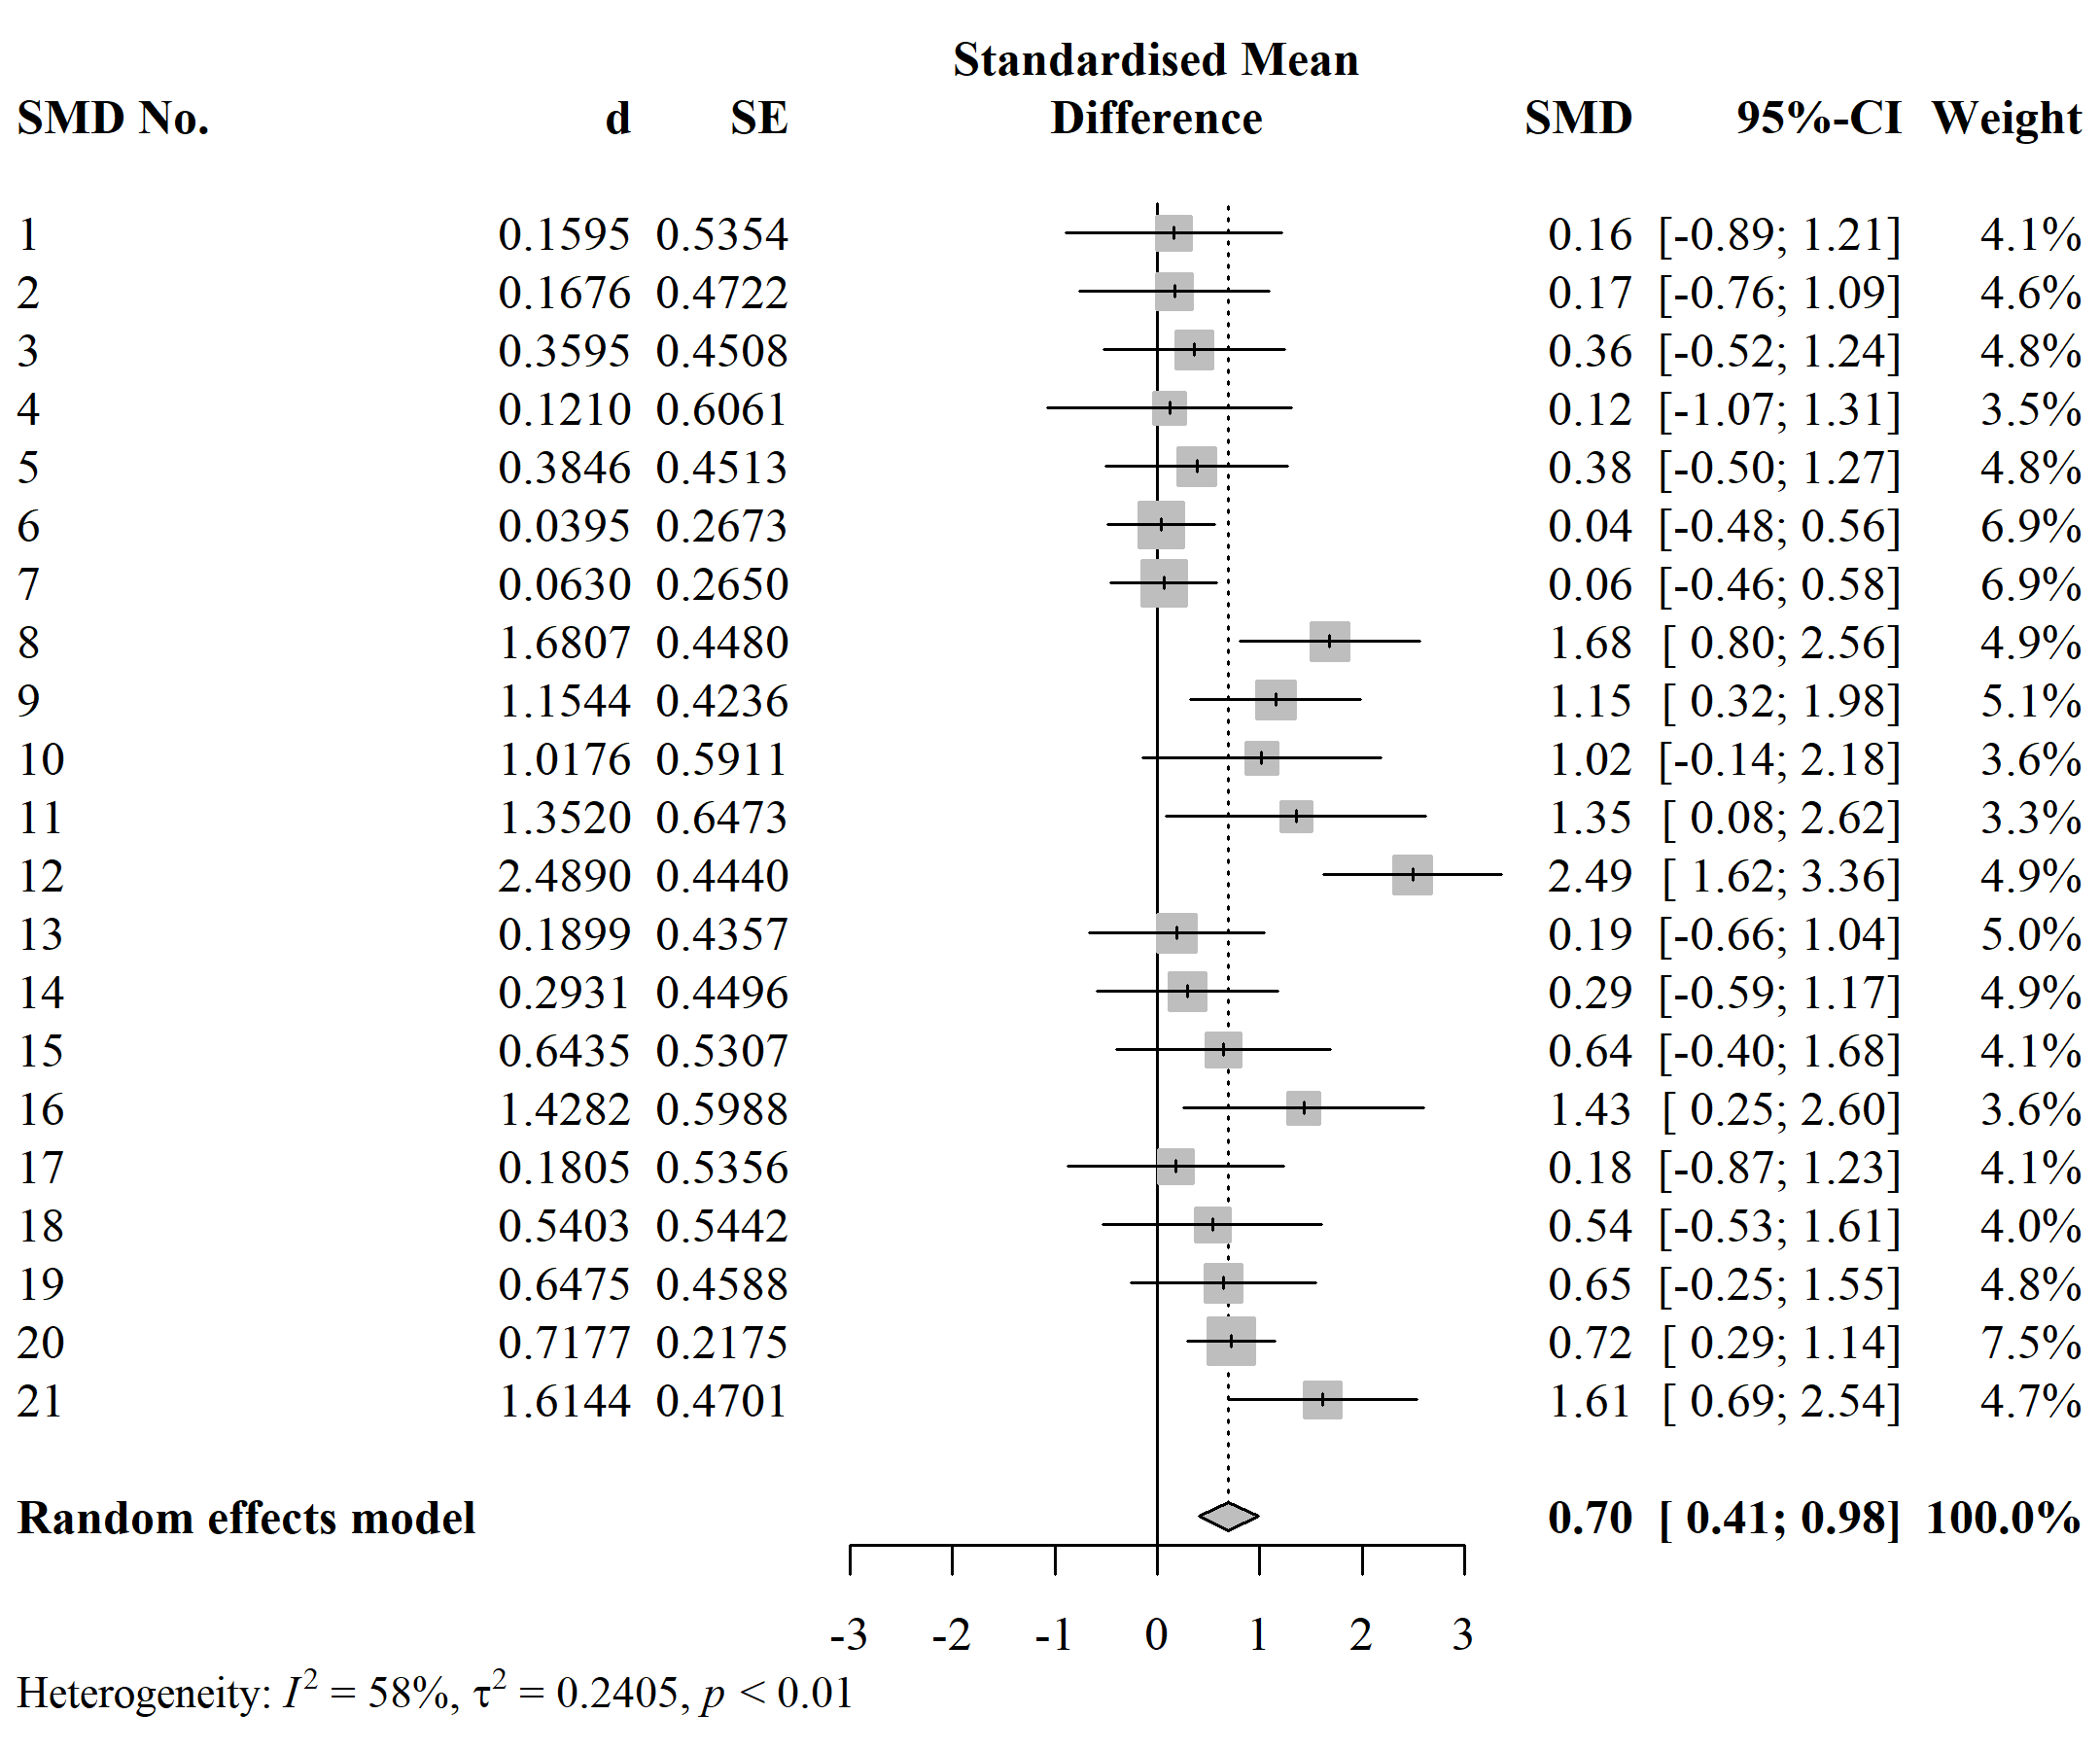 Standardised Mean
SMD No. d SE Difference SMD 95%-CI Weight
1 0.1595 0.5354 0.16 [-0.89; 1.21] 4.1%
2 0.1676 0.4722 0.17 [-0.76; 1.09] 4.6%
3 0.3595 0.4508 0.36 [-0.52; 1.24] 4.8%
4 0.1210 0.6061 0.12 [-1.07; 1.31] 3.5%
5 0.3846 0.4513 0.38 [-0.50; 1.27] 4.8%
6 0.0395 0.2673 0.04 [-0.48; 0.56] 6.9%
7 0.0630 0.2650 0.06 [-0.46; 0.58] 6.9%
8 1.6807 0.4480 1.68 [ 0.80; 2.56] 4.9%
9 1.1544 0.4236 1.15 [ 0.32; 1.98] 5.1%
10 1.0176 0.5911 1.02 [-0.14; 2.18] 3.6%
11 1.3520 0.6473 1.35 [ 0.08; 2.62] 3.3%
12 2.4890 0.4440 2.49 [ 1.62; 3.36] 4.9%
13 0.1899 0.4357 0.19 [-0.66; 1.04] 5.0%
14 0.2931 0.4496 0.29 [-0.59; 1.17] 4.9%
15 0.6435 0.5307 0.64 [-0.40; 1.68] 4.1%
16 1.4282 0.5988 1.43 [ 0.25; 2.60] 3.6%
17 0.1805 0.5356 0.18 [-0.87; 1.23] 4.1%
18 0.5403 0.5442 0.54 [-0.53; 1.61] 4.0%
19 0.6475 0.4588 0.65 [-0.25; 1.55] 4.8%
20 0.7177 0.2175 0.72 [ 0.29; 1.14] 7.5%
21 1.6144 0.4701 1.61 [ 0.69; 2.54] 4.7%
Random effects model 0.70 [ 0.41; 0.98] 100.0%
-3 -2 -1 0 1 2 3
Heterogeneity: I² = 58%, τ² = 0.2405, p < 0.01